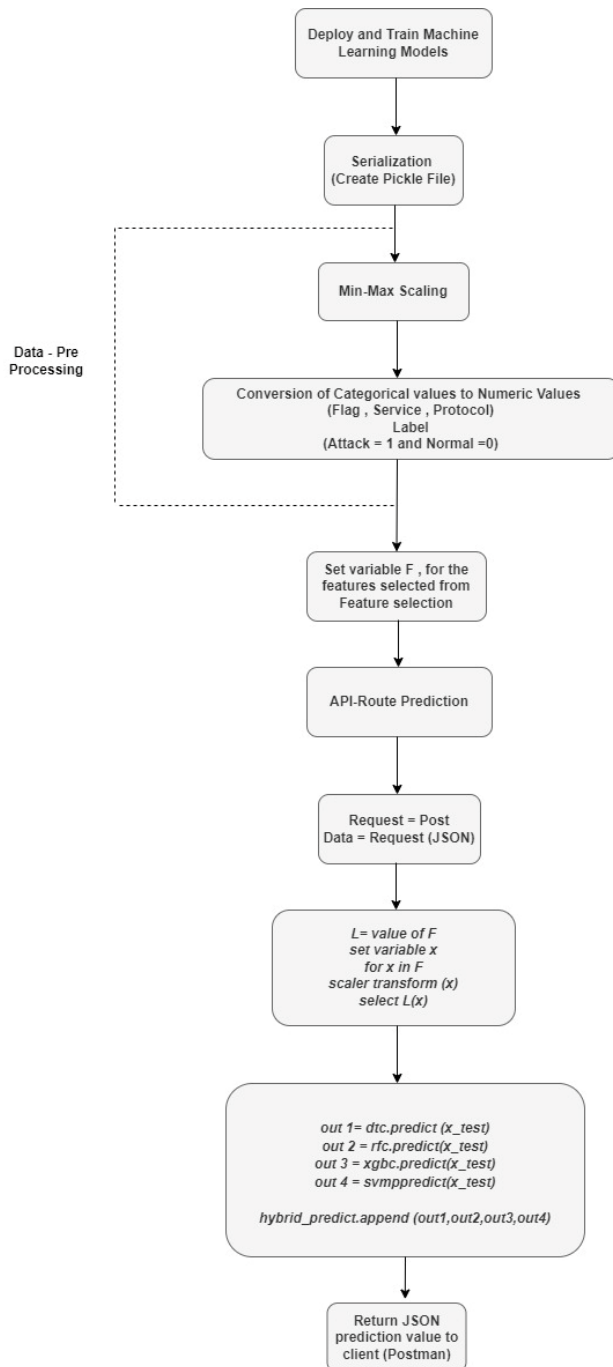 Deploy and Train Machine
Learning Models
Serialization
(Create Pickle File)
Min-Max Scaling
Data - Pre
Processing
Conversion of Categorical values to Numeric Values
(Flag , Service , Protocol)
Label
(Attack = 1 and Normal =0)
Set variable F , for the
features selected from
Feature selection
API-Route Prediction
Request = Post
Data = Request (JSON)
L= value of F
set variable x
for x in F
scaler transform (x)
select L(x)
out 1= dtc.predict (x_test)
out 2 = rfc.predict(x_test)
out 3 = xgbc.predict(x_test)
out 4 = svmppredict(x_test)
hybrid_predict.append (out1,out2,out3,out4)
Return JSON
prediction value to
client (Postman)